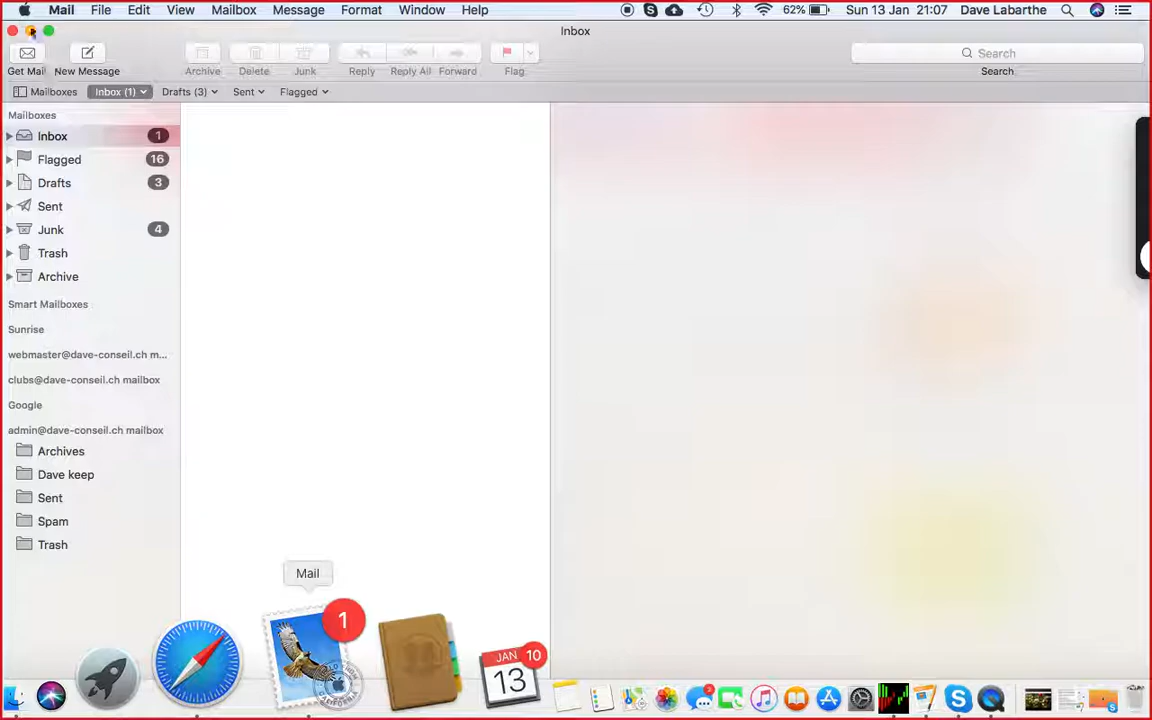 Mail File Edit View Mailbox Message Format Window Help 62% Sun 13 Jan 21:07 Dave Labarthe
Inbox
Get Mail New Message Archive Delete Junk Reply Reply All Forward Flag Search
Search
Mailboxes Inbox (1) Drafts (3) Sent Flagged
Mailboxes
Inbox 1
Flagged 16
Drafts 3
Sent
Junk 4
Trash
Archive
Smart Mailboxes
Sunrise
webmaster@dave-conseil.ch m...
clubs@dave-conseil.ch mailbox
Google
admin@dave-conseil.ch mailbox
Archives
Dave keep
Sent
Spam
Trash
Mail
1
JAN 10
13